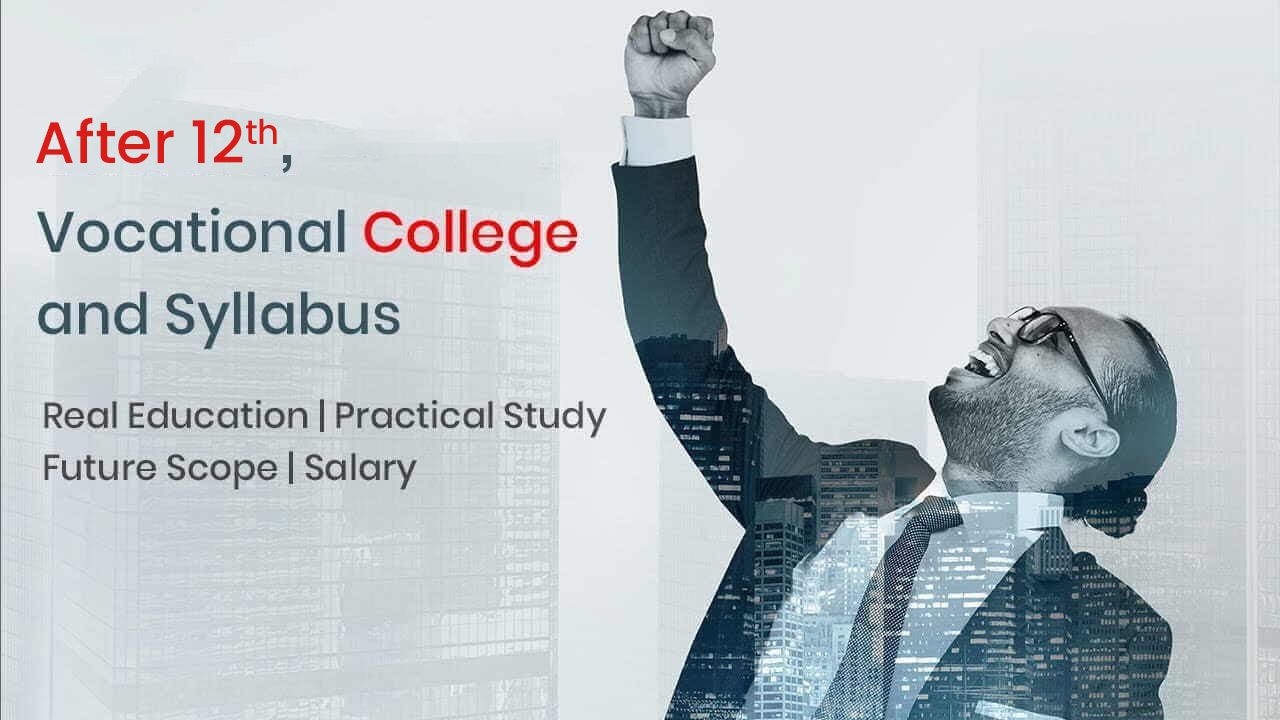 After 12th,
Vocational College
and Syllabus
Real Education | Practical Study
Future Scope | Salary